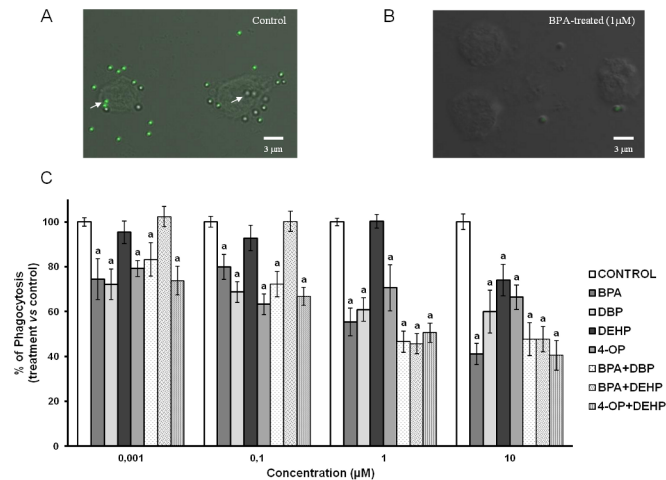 A
Control
3 µm
B
BPA-treated (1µM)
3 µm
C
% of Phagocytosis
(treatment vs control)
100
80
60
40
20
0
a a a a a
a a a a a
a a a a a a
a a a a a a a
0,001 0,1 1 10
Concentration (µM)
CONTROL
BPA
DBP
DEHP
4-OP
BPA+DBP
BPA+DEHP
4-OP+DEHP